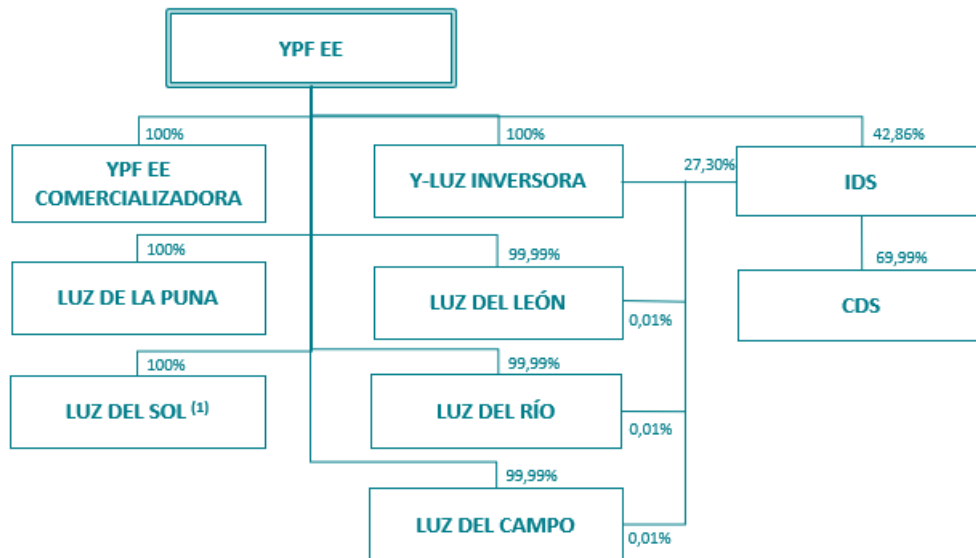 YPF EE
100%
100%
42,86%
YPF EE
COMERCIALIZADORA
Y-LUZ INVERSORA
27,30%
IDS
100%
99,99%
69,99%
LUZ DE LA PUNA
LUZ DEL LEÓN
0,01%
CDS
100%
99,99%
LUZ DEL SOL (1)
LUZ DEL RÍO
0,01%
99,99%
LUZ DEL CAMPO
0,01%